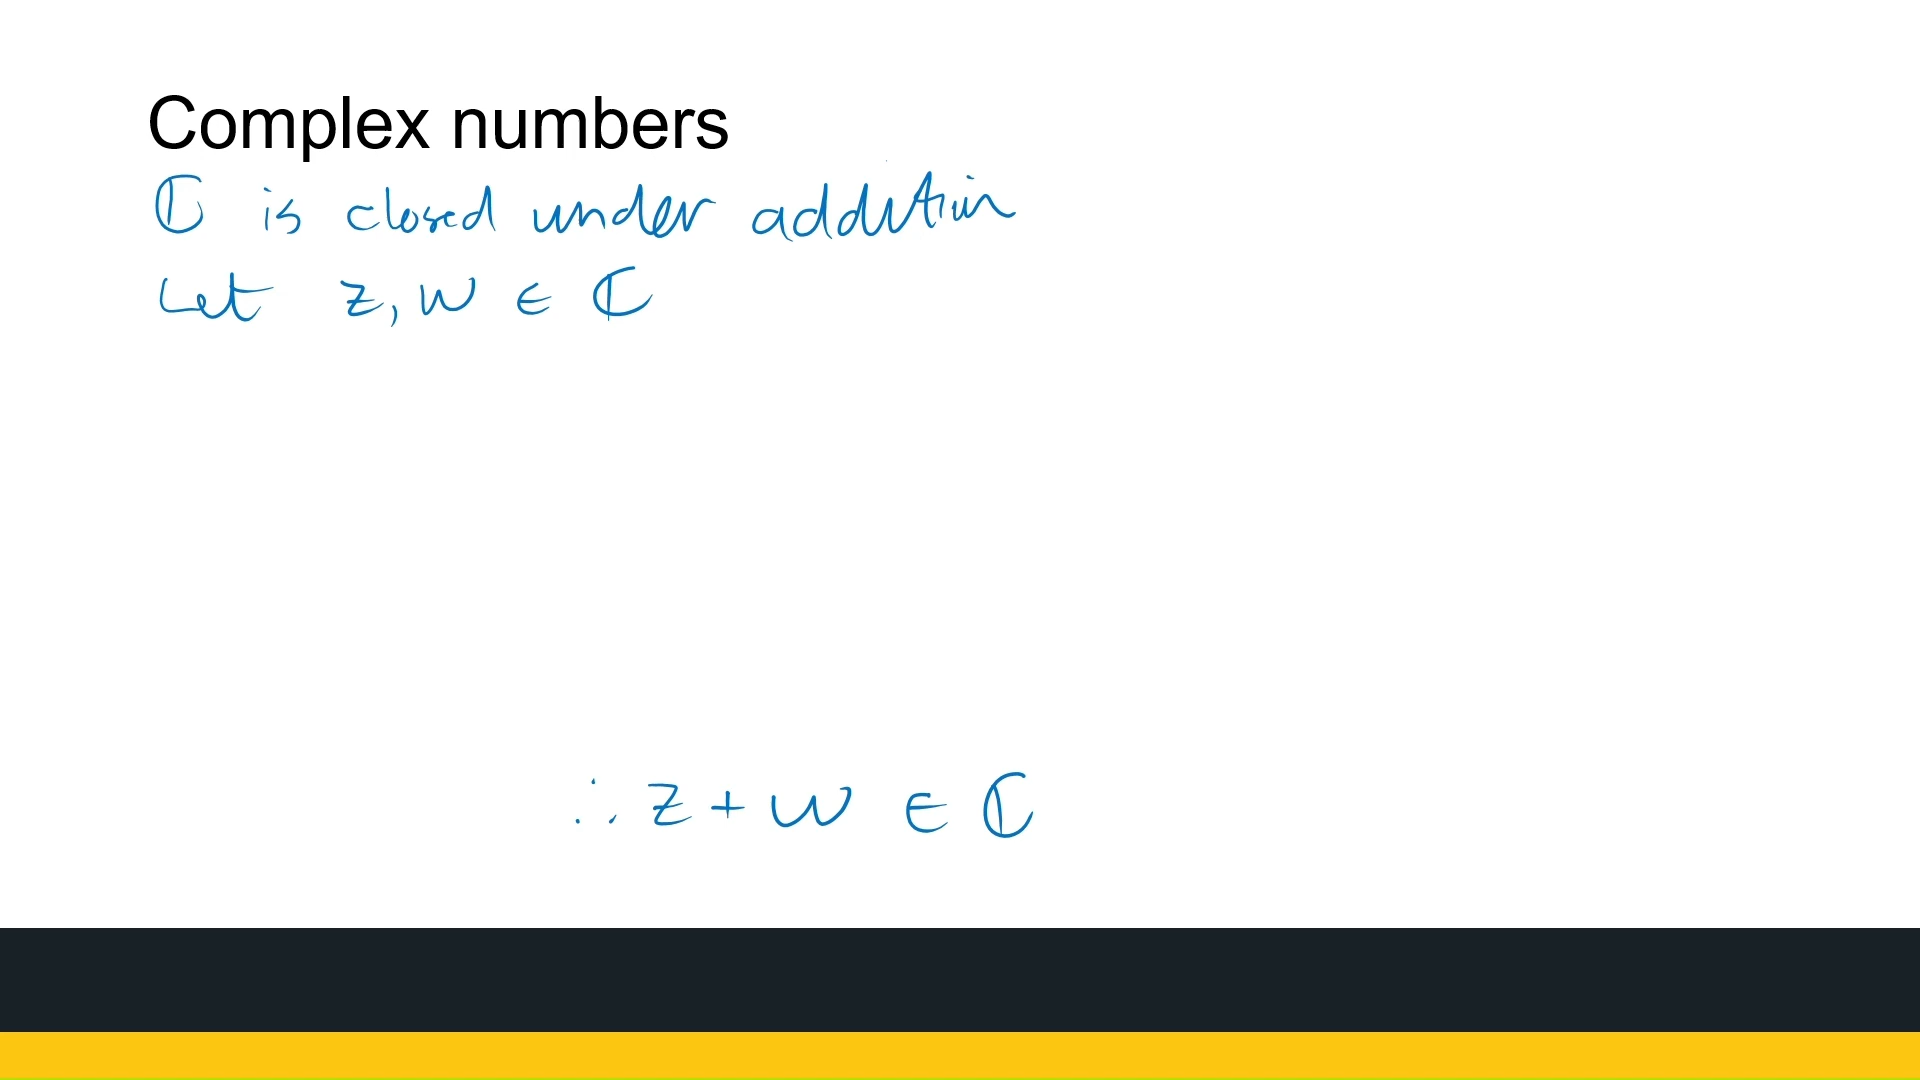 Complex numbers
ℂ is closed under addition
Let z, w ∈ ℂ
∴ z + w ∈ ℂ